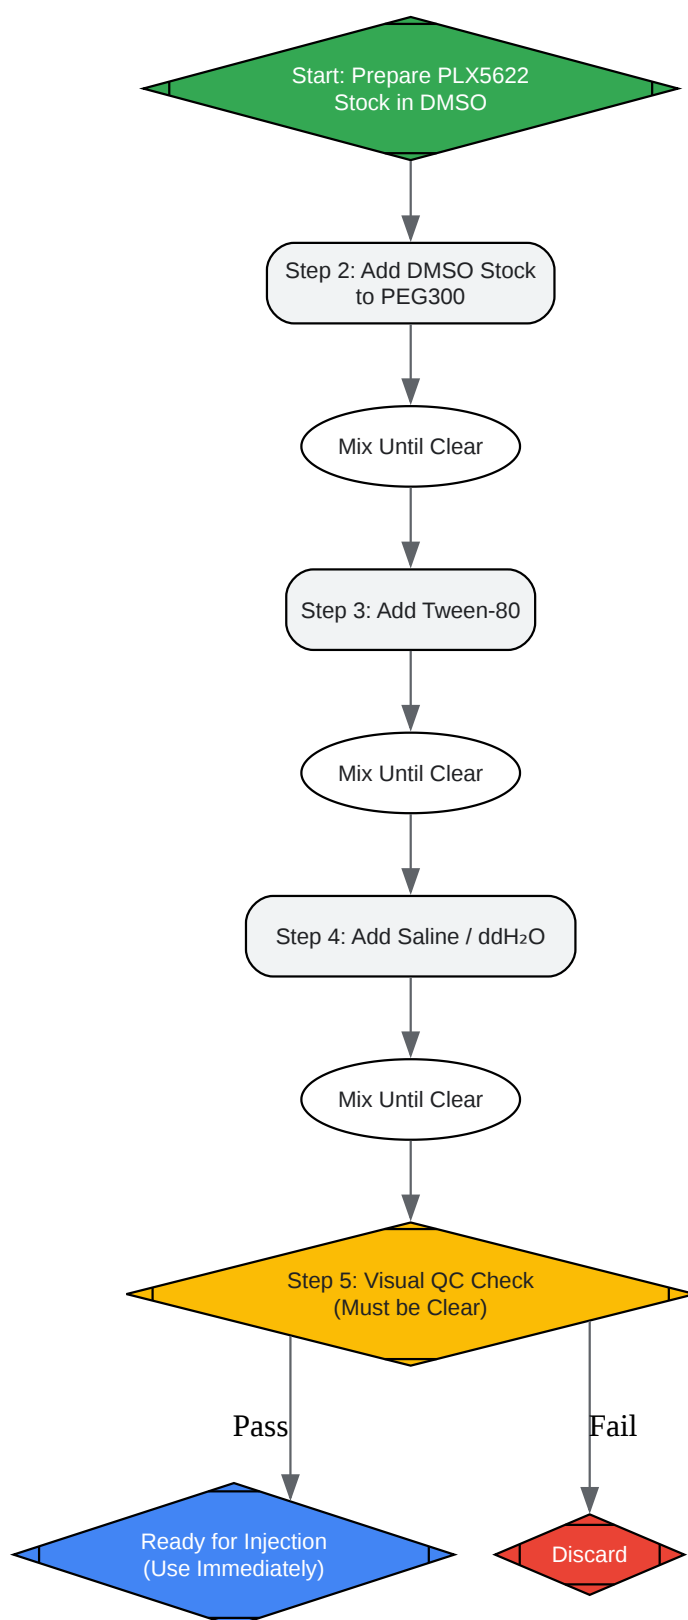 Start: Prepare PLX5622
Stock in DMSO
Step 2: Add DMSO Stock
to PEG300
Mix Until Clear
Step 3: Add Tween-80
Mix Until Clear
Step 4: Add Saline / ddH₂O
Mix Until Clear
Step 5: Visual QC Check
(Must be Clear)
Pass
Fail
Ready for Injection
(Use Immediately)
Discard